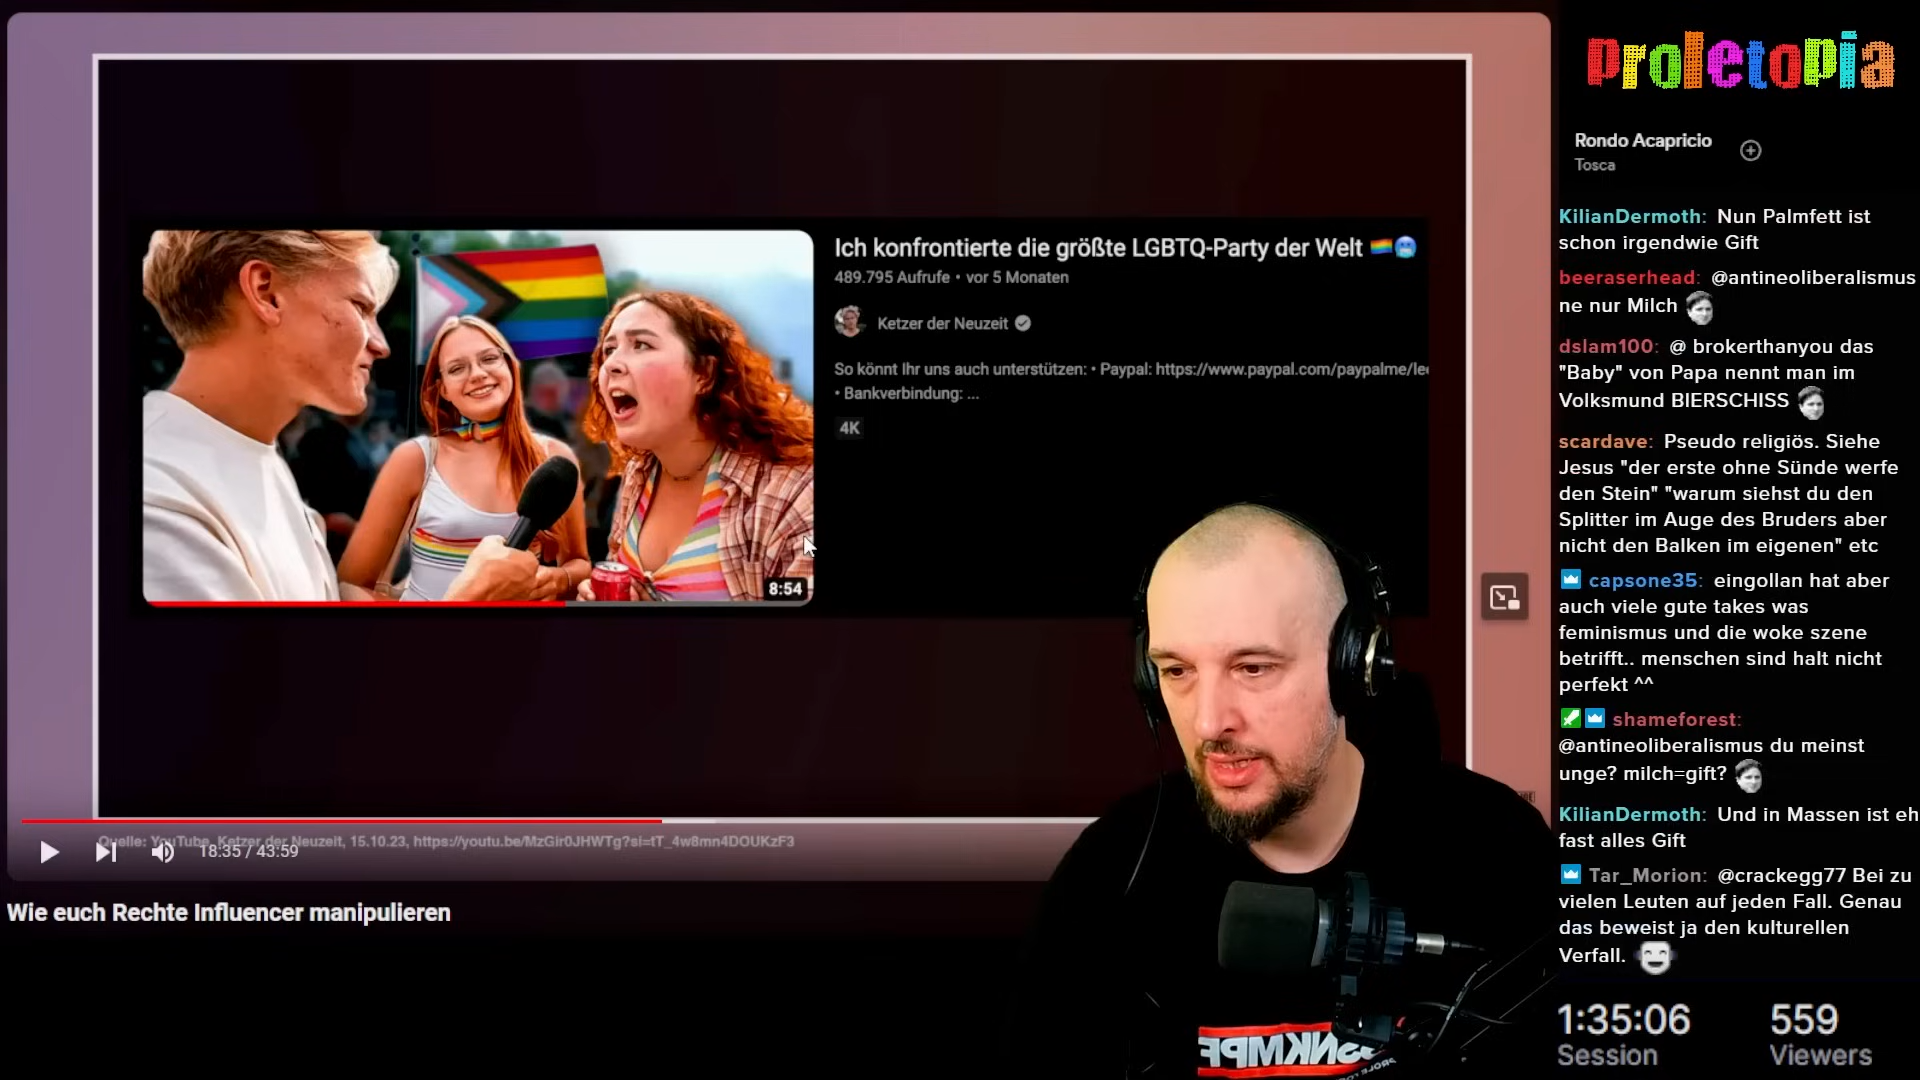 Proletopia
Rondo Acapricio
Tosca
Ich konfrontierte die größte LGBTQ-Party der Welt
489.795 Aufrufe • vor 5 Monaten
Ketzer der Neuzeit
So könnt Ihr uns auch unterstützen: • Paypal: https://www.paypal.com/paypalme/le
• Bankverbindung: ...
4K
8:54
Quelle: YouTube, Ketzer der Neuzeit, 15.10.23, https://youtu.be/MzGir0JHWTg?si=tT_4w8mn4DOUKzF3
18:35 / 43:59
Wie euch Rechte Influencer manipulieren
KilianDermoth: Nun Palmfett ist
schon irgendwie Gift
beeraserhead: @antineoliberalismus
ne nur Milch
dslam100: @ brokerthanyou das
"Baby" von Papa nennt man im
Volksmund BIERSCHISS
scardave: Pseudo religiös. Siehe
Jesus "der erste ohne Sünde werfe
den Stein" "warum siehst du den
Splitter im Auge des Bruders aber
nicht den Balken im eigenen" etc
capsone35: eingollan hat aber
auch viele gute takes was
feminismus und die woke szene
betrifft.. menschen sind halt nicht
perfekt ^^
shameforest:
@antineoliberalismus du meinst
unge? milch=gift?
KilianDermoth: Und in Massen ist eh
fast alles Gift
Tar_Morion: @crackegg77 Bei zu
vielen Leuten auf jeden Fall. Genau
das beweist ja den kulturellen
Verfall.
1:35:06
Session
559
Viewers